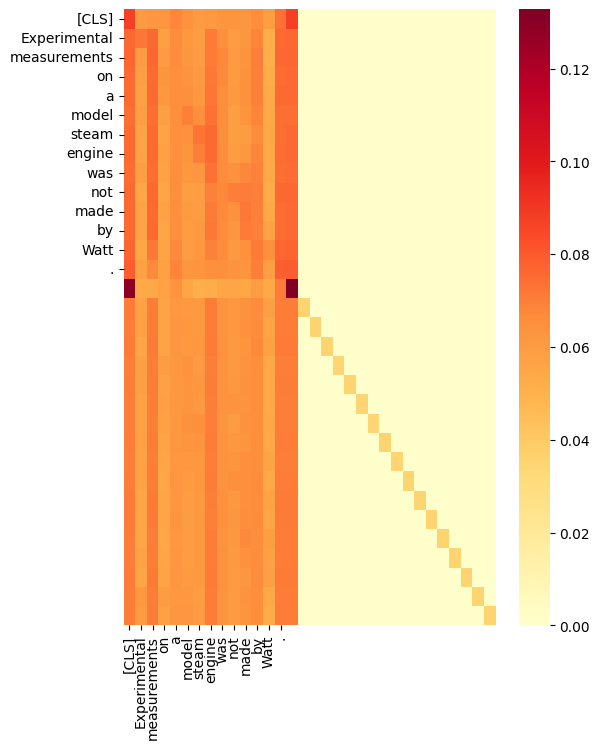 [CLS]
Experimental
measurements
on
a
model
steam
engine
was
not
made
by
Watt
.
0.12
0.10
0.08
0.06
0.04
0.02
0.00
[CLS]
Experimental
measurements
on
a
model
steam
engine
was
not
made
by
Watt
.